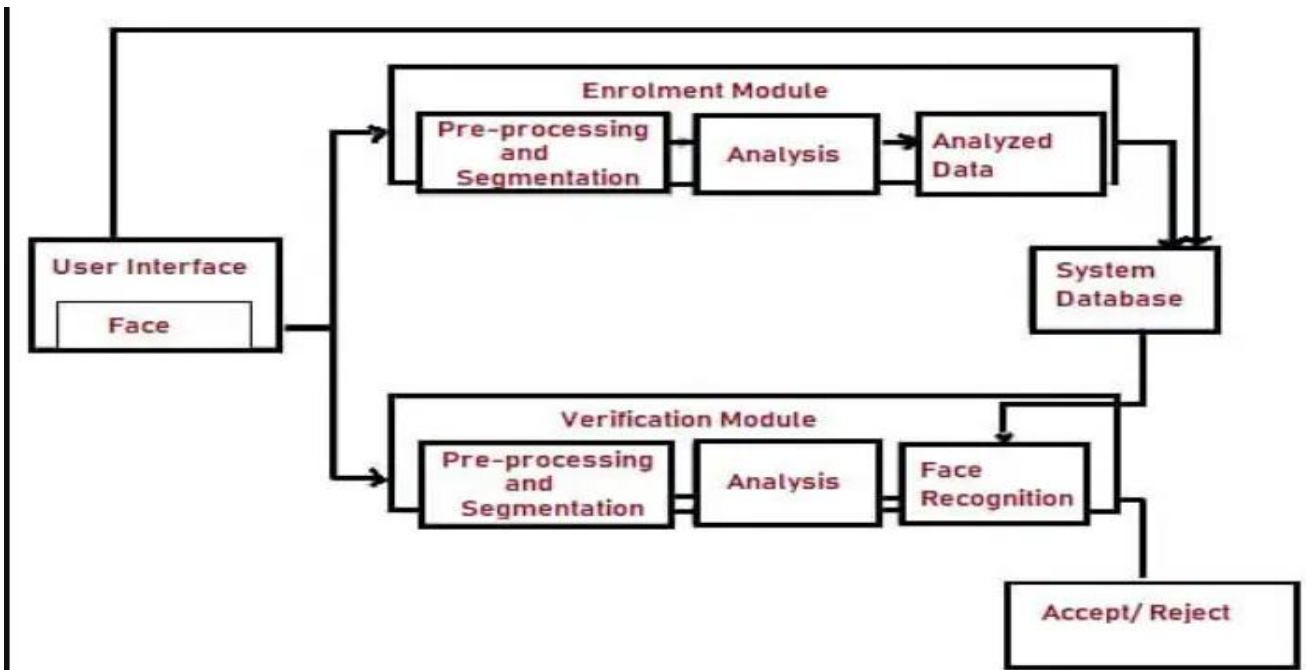 Enrolment Module
Pre-processing
and
Segmentation
Analysis
Analyzed
Data
User Interface
Face
System
Database
Verification Module
Pre-processing
and
Segmentation
Analysis
Face
Recognition
Accept/ Reject